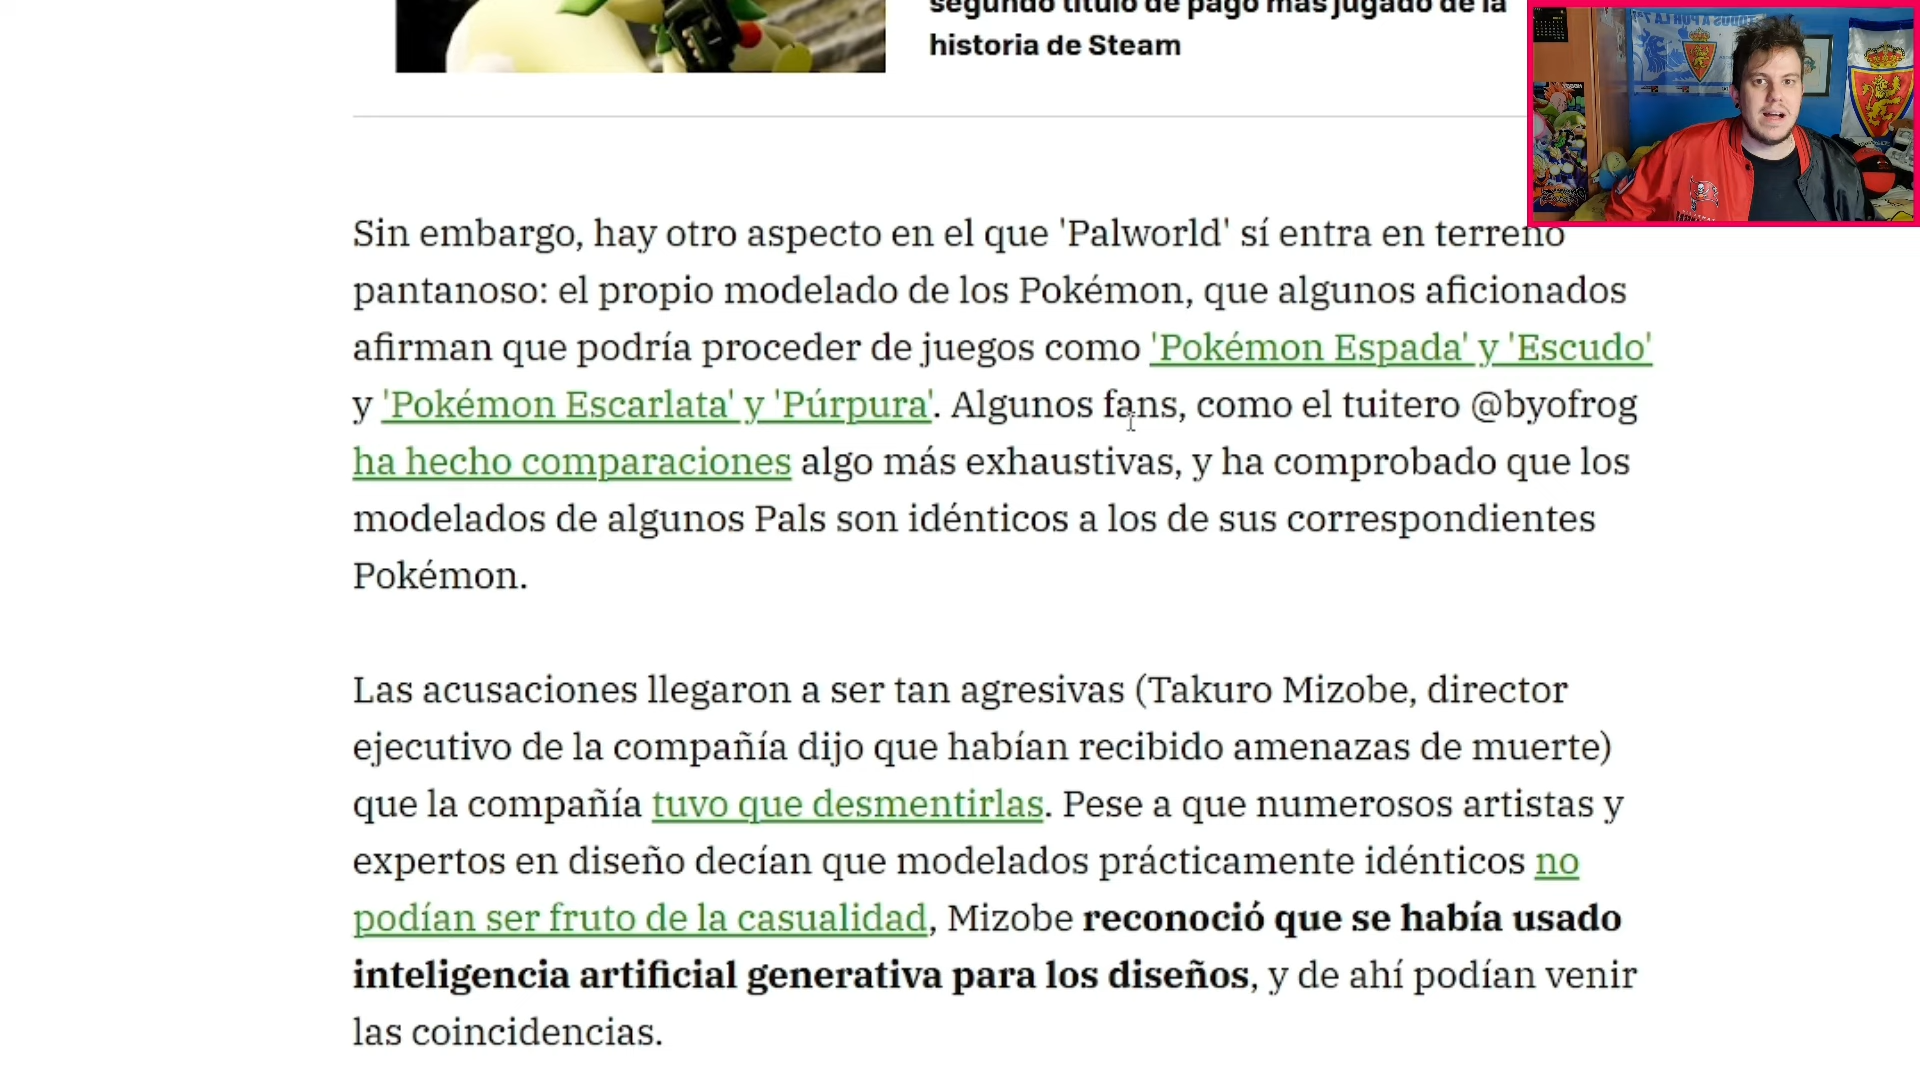 segundo título de pago más jugado de la
historia de Steam
Sin embargo, hay otro aspecto en el que 'Palworld' sí entra en terreno
pantanoso: el propio modelado de los Pokémon, que algunos aficionados
afirman que podría proceder de juegos como 'Pokémon Espada' y 'Escudo'
y 'Pokémon Escarlata' y 'Púrpura'. Algunos fans, como el tuitero @byofrog
ha hecho comparaciones algo más exhaustivas, y ha comprobado que los
modelados de algunos Pals son idénticos a los de sus correspondientes
Pokémon.
Las acusaciones llegaron a ser tan agresivas (Takuro Mizobe, director
ejecutivo de la compañía dijo que habían recibido amenazas de muerte)
que la compañía tuvo que desmentirlas. Pese a que numerosos artistas y
expertos en diseño decían que modelados prácticamente idénticos no
podían ser fruto de la casualidad, Mizobe reconoció que se había usado
inteligencia artificial generativa para los diseños, y de ahí podían venir
las coincidencias.